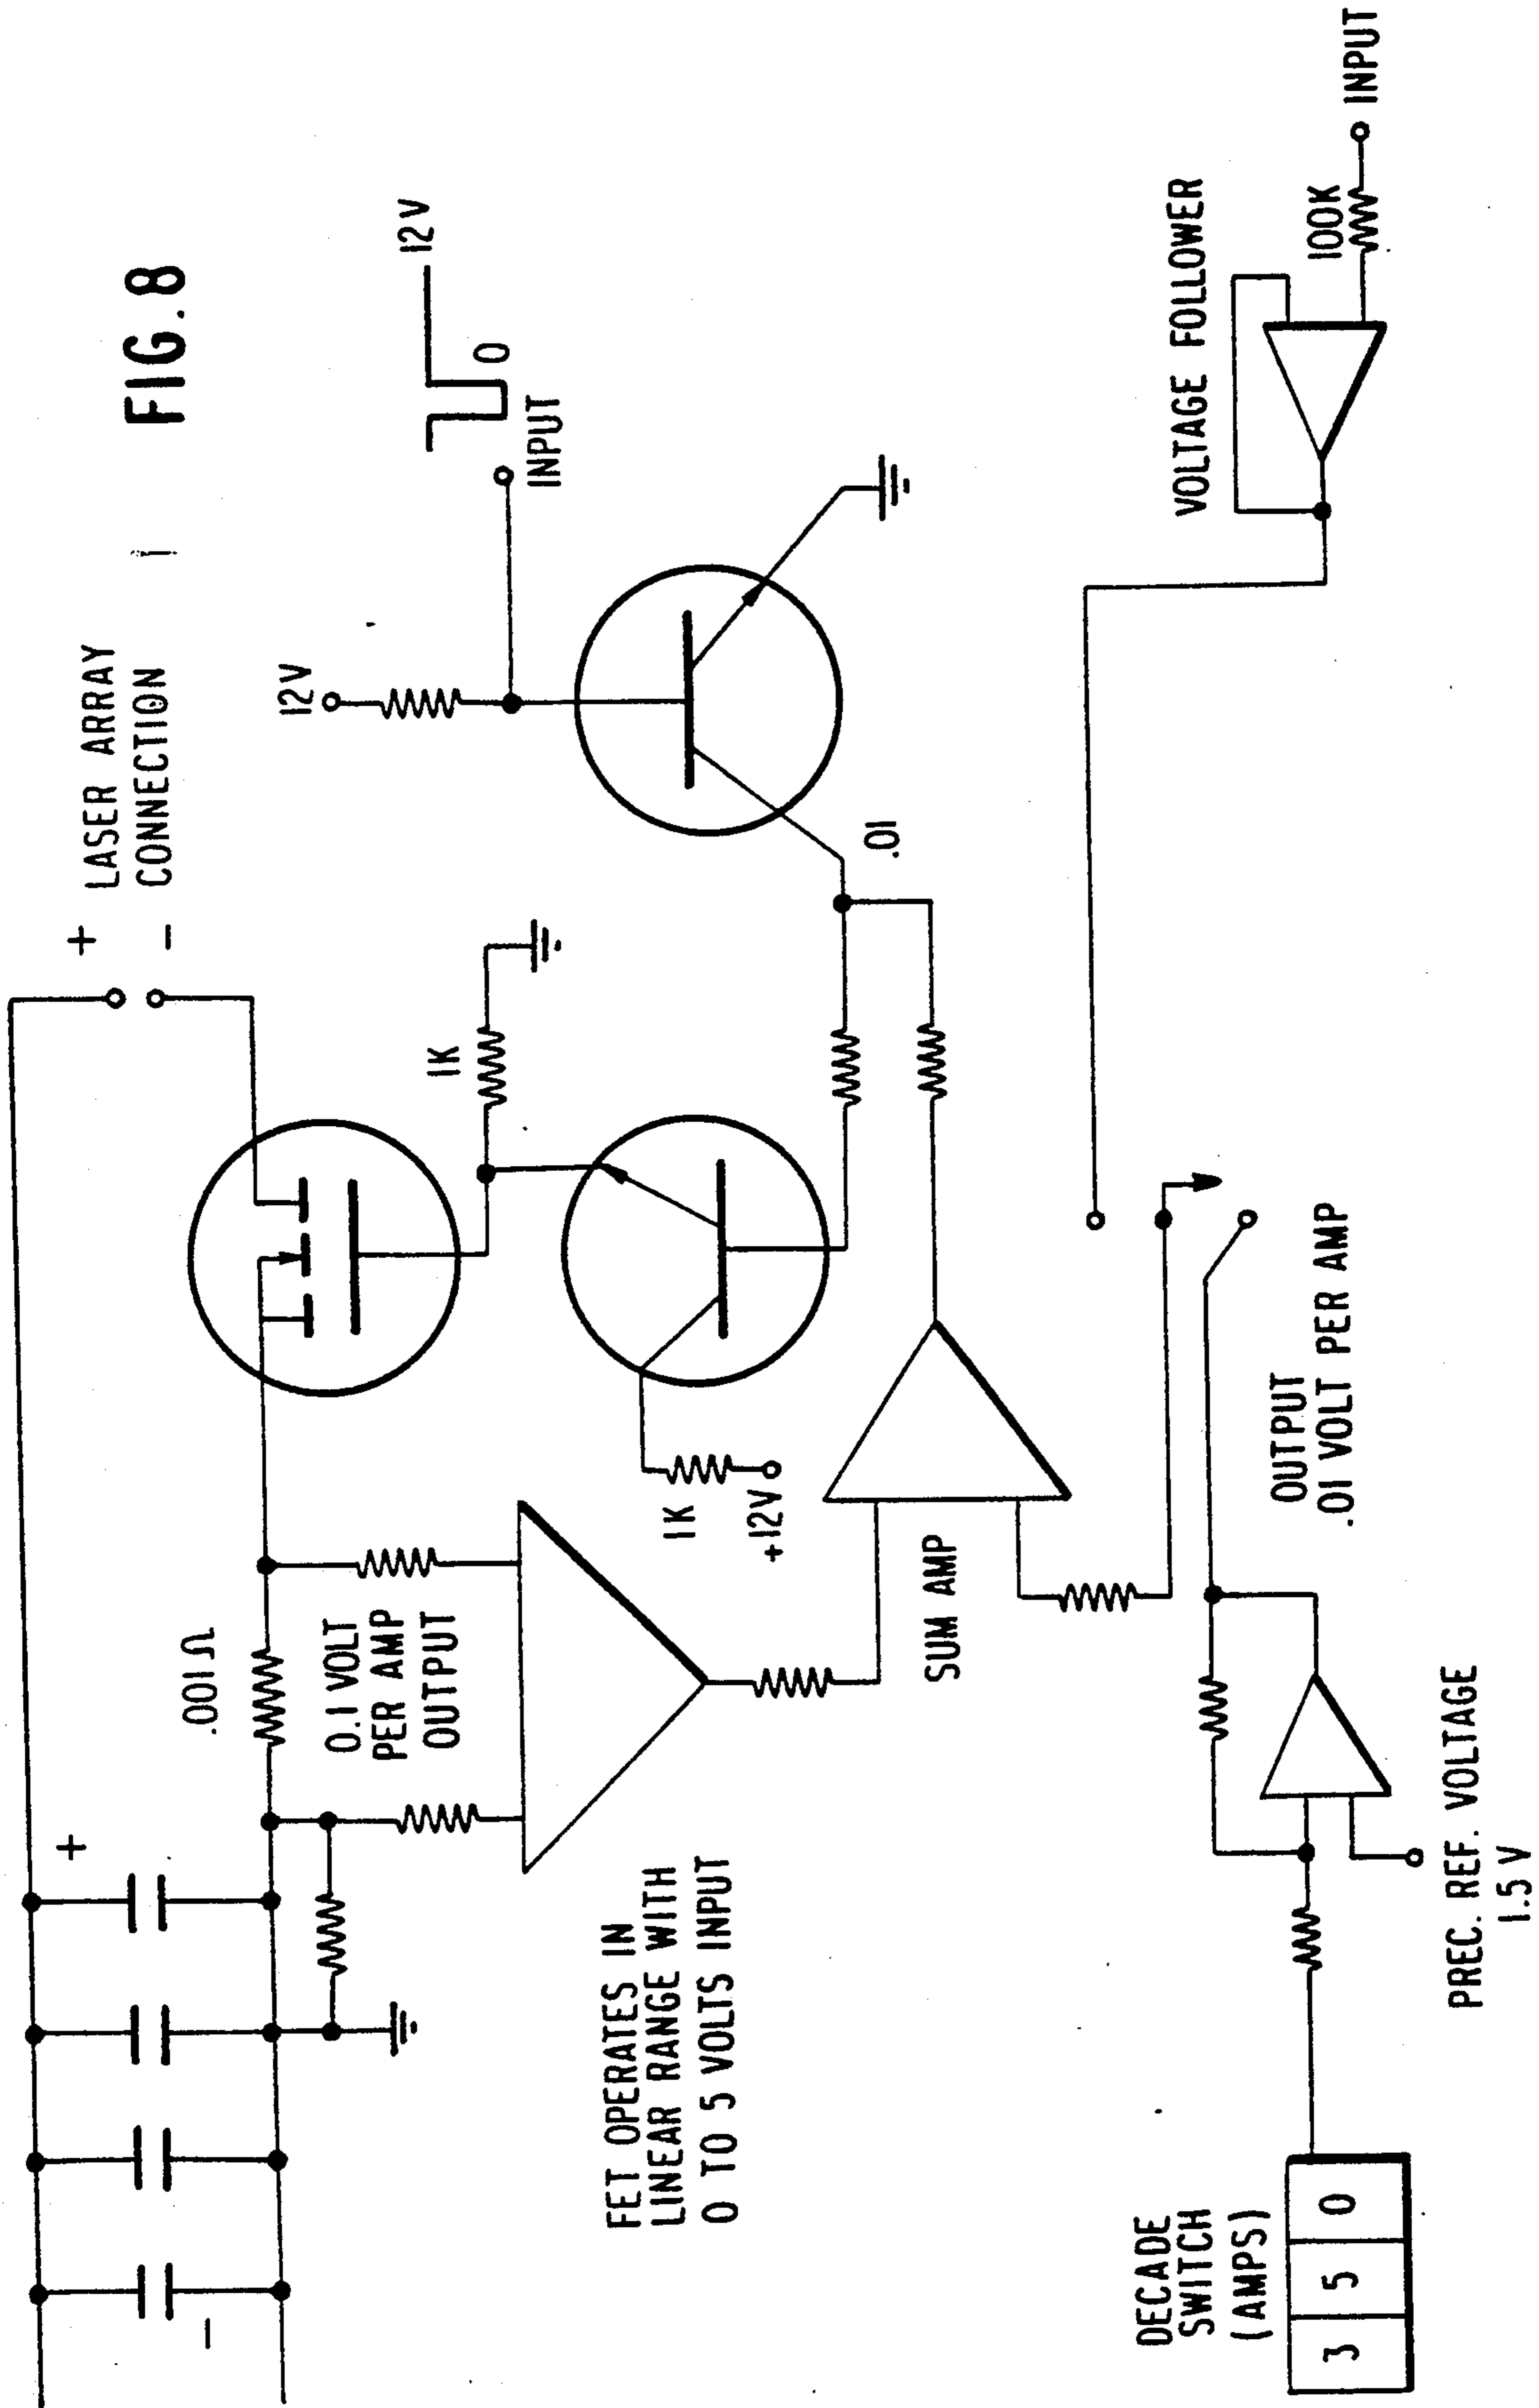 FIG. 8
+ LASER ARRAY
- CONNECTION
12V
12V
0
INPUT
+
-
.001Ω
0.1 VOLT
PER AMP
OUTPUT
1K
1K
+12V
.01
FET OPERATES IN
LINEAR RANGE WITH
0 TO 5 VOLTS INPUT
SUM AMP
VOLTAGE FOLLOWER
100K
INPUT
OUTPUT
.01 VOLT PER AMP
DECADE
SWITCH
(AMPS)
3 5 0
PREC. REF. VOLTAGE
1.5 V